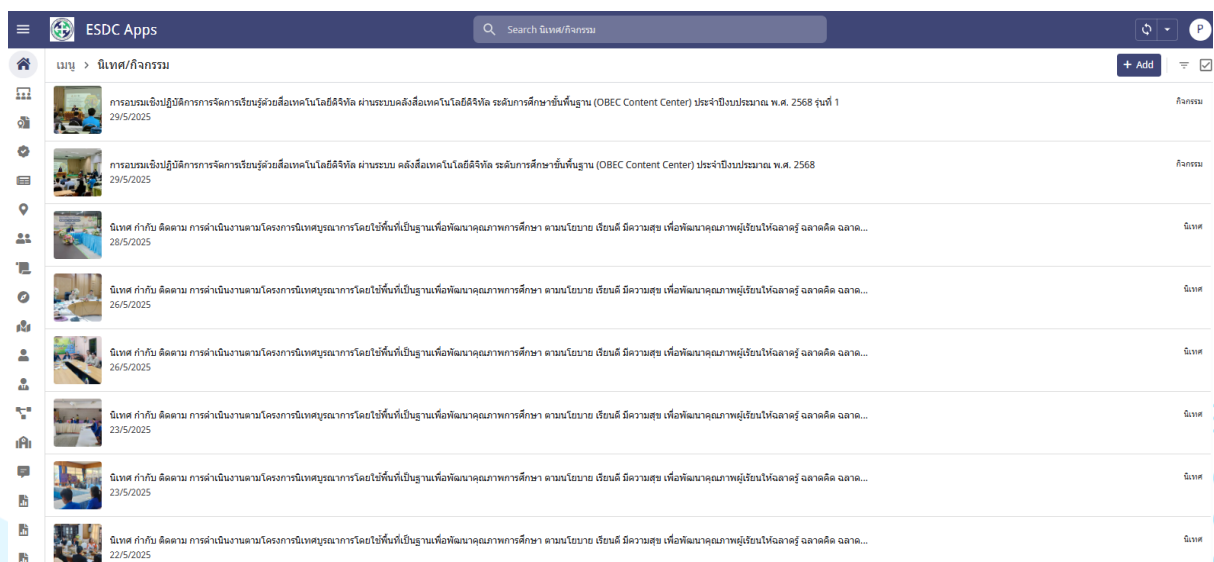 ESDC Apps
Search นิเทศ/กิจกรรม
P
เมนู > นิเทศ/กิจกรรม
+ Add
การอบรมเชิงปฏิบัติการการจัดการเรียนรู้ด้วยสื่อเทคโนโลยีดิจิทัล ผ่านระบบคลังสื่อเทคโนโลยีดิจิทัล ระดับการศึกษาขั้นพื้นฐาน (OBEC Content Center) ประจำปีงบประมาณ พ.ศ. 2568 รุ่นที่ 1
กิจกรรม
29/5/2025
การอบรมเชิงปฏิบัติการการจัดการเรียนรู้ด้วยสื่อเทคโนโลยีดิจิทัล ผ่านระบบ คลังสื่อเทคโนโลยีดิจิทัล ระดับการศึกษาขั้นพื้นฐาน (OBEC Content Center) ประจำปีงบประมาณ พ.ศ. 2568
กิจกรรม
29/5/2025
นิเทศ กำกับ ติดตาม การดำเนินงานตามโครงการนิเทศบูรณาการโดยใช้พื้นที่เป็นฐานเพื่อพัฒนาคุณภาพการศึกษา ตามนโยบาย เรียนดี มีความสุข เพื่อพัฒนาคุณภาพผู้เรียนให้ฉลาดรู้ ฉลาดคิด ฉลาด...
นิเทศ
28/5/2025
นิเทศ กำกับ ติดตาม การดำเนินงานตามโครงการนิเทศบูรณาการโดยใช้พื้นที่เป็นฐานเพื่อพัฒนาคุณภาพการศึกษา ตามนโยบาย เรียนดี มีความสุข เพื่อพัฒนาคุณภาพผู้เรียนให้ฉลาดรู้ ฉลาดคิด ฉลาด...
นิเทศ
26/5/2025
นิเทศ กำกับ ติดตาม การดำเนินงานตามโครงการนิเทศบูรณาการโดยใช้พื้นที่เป็นฐานเพื่อพัฒนาคุณภาพการศึกษา ตามนโยบาย เรียนดี มีความสุข เพื่อพัฒนาคุณภาพผู้เรียนให้ฉลาดรู้ ฉลาดคิด ฉลาด...
นิเทศ
26/5/2025
นิเทศ กำกับ ติดตาม การดำเนินงานตามโครงการนิเทศบูรณาการโดยใช้พื้นที่เป็นฐานเพื่อพัฒนาคุณภาพการศึกษา ตามนโยบาย เรียนดี มีความสุข เพื่อพัฒนาคุณภาพผู้เรียนให้ฉลาดรู้ ฉลาดคิด ฉลาด...
นิเทศ
23/5/2025
นิเทศ กำกับ ติดตาม การดำเนินงานตามโครงการนิเทศบูรณาการโดยใช้พื้นที่เป็นฐานเพื่อพัฒนาคุณภาพการศึกษา ตามนโยบาย เรียนดี มีความสุข เพื่อพัฒนาคุณภาพผู้เรียนให้ฉลาดรู้ ฉลาดคิด ฉลาด...
นิเทศ
23/5/2025
นิเทศ กำกับ ติดตาม การดำเนินงานตามโครงการนิเทศบูรณาการโดยใช้พื้นที่เป็นฐานเพื่อพัฒนาคุณภาพการศึกษา ตามนโยบาย เรียนดี มีความสุข เพื่อพัฒนาคุณภาพผู้เรียนให้ฉลาดรู้ ฉลาดคิด ฉลาด...
นิเทศ
22/5/2025